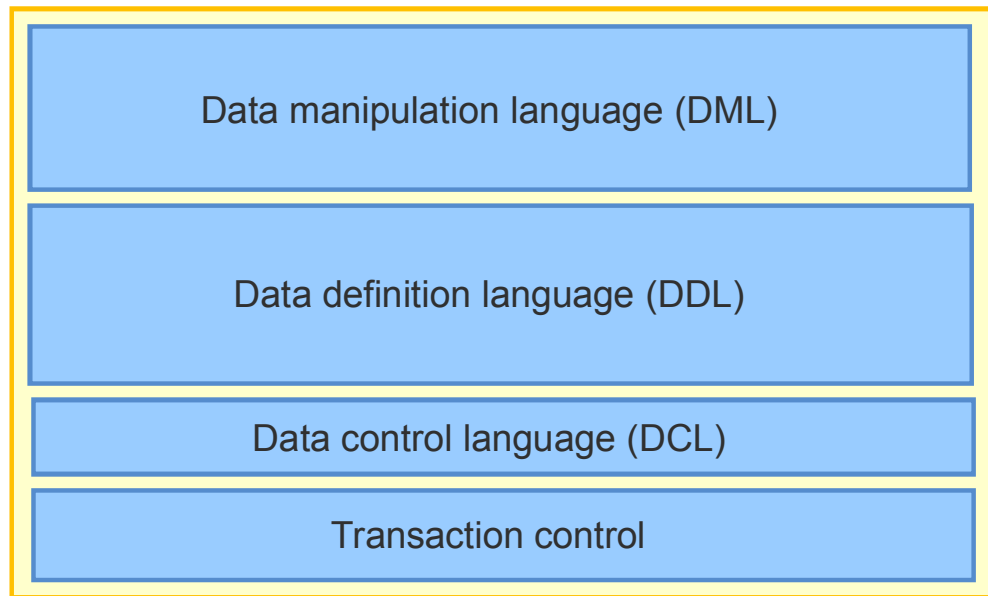 Data manipulation language (DML)
Data definition language (DDL)
Data control language (DCL)
Transaction control